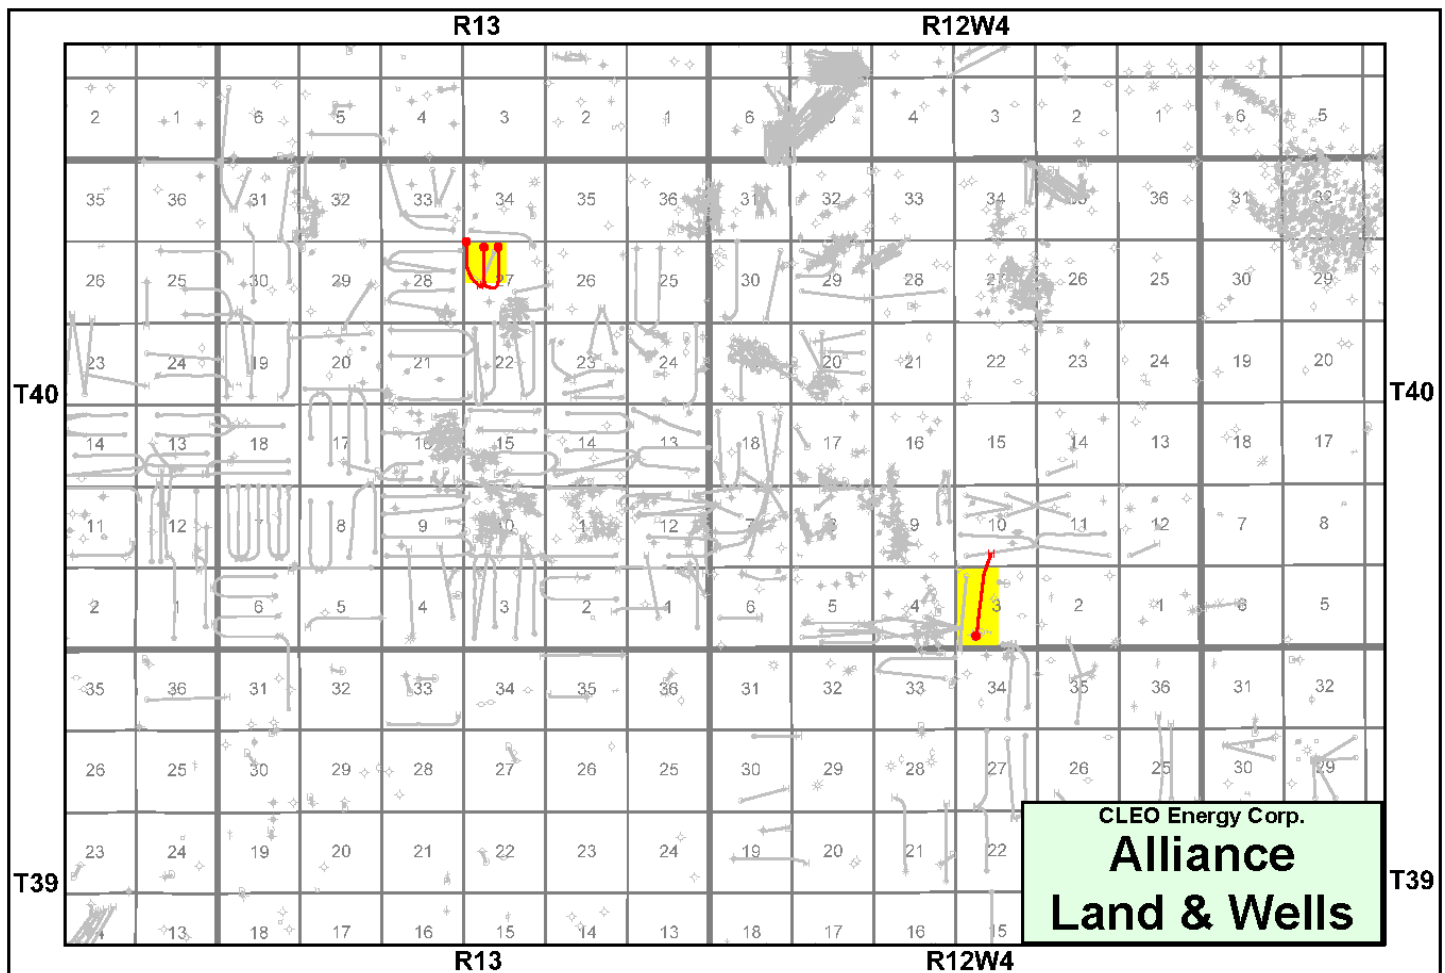 R13 R12W4
2 1 6 5 4 3 2 1 6 4 3 2 1 6 5
35 36 31 32 33 34 35 36 31 32 33 34 36 31 32
26 25 30 29 28 27 26 25 30 29 28 27 26 25 30 29
23 24 19 20 21 22 23 24 20 21 22 23 24 19 20
T40 T40
14 13 18 17 16 15 14 13 18 17 16 15 14 13 18 17
11 12 7 8 9 10 12 7 9 10 11 12 7 8
2 1 6 5 4 3 2 1 6 5 4 3 2 1 6 5
35 36 31 32 33 34 35 36 31 32 33 34 35 36 31 32
26 25 30 29 28 27 26 25 30 29 28 27 26 25 30 29
CLEO Energy Corp.
23 24 19 20 21 22 23 24 19 20 21 22
Alliance
T39 T39
Land & Wells
13 18 17 16 15 14 13 18 17 16 15
R13 R12W4